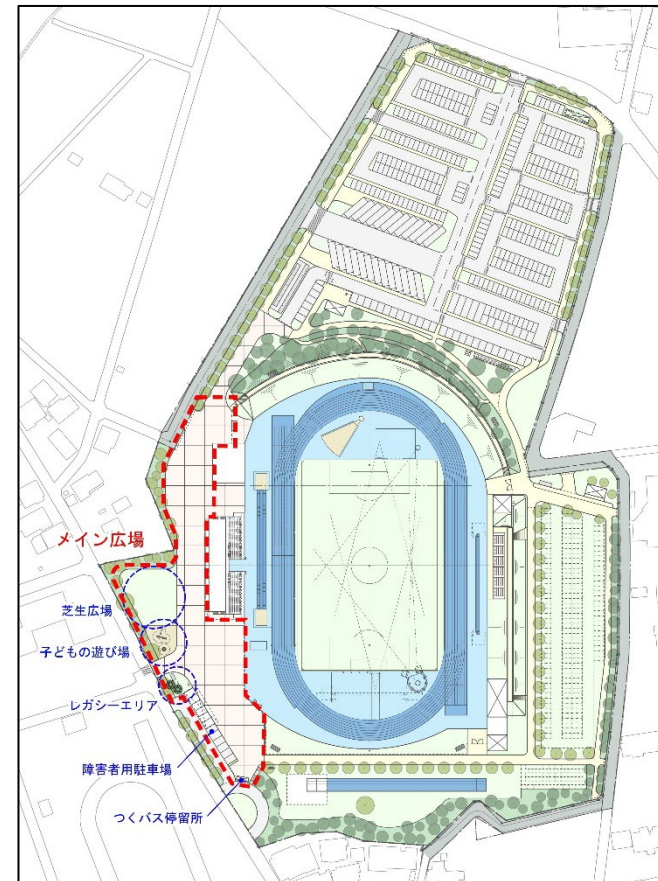 メイン広場
芝生広場
子どもの遊び場
レガシーエリア
障害者用駐車場
つくバス停留所